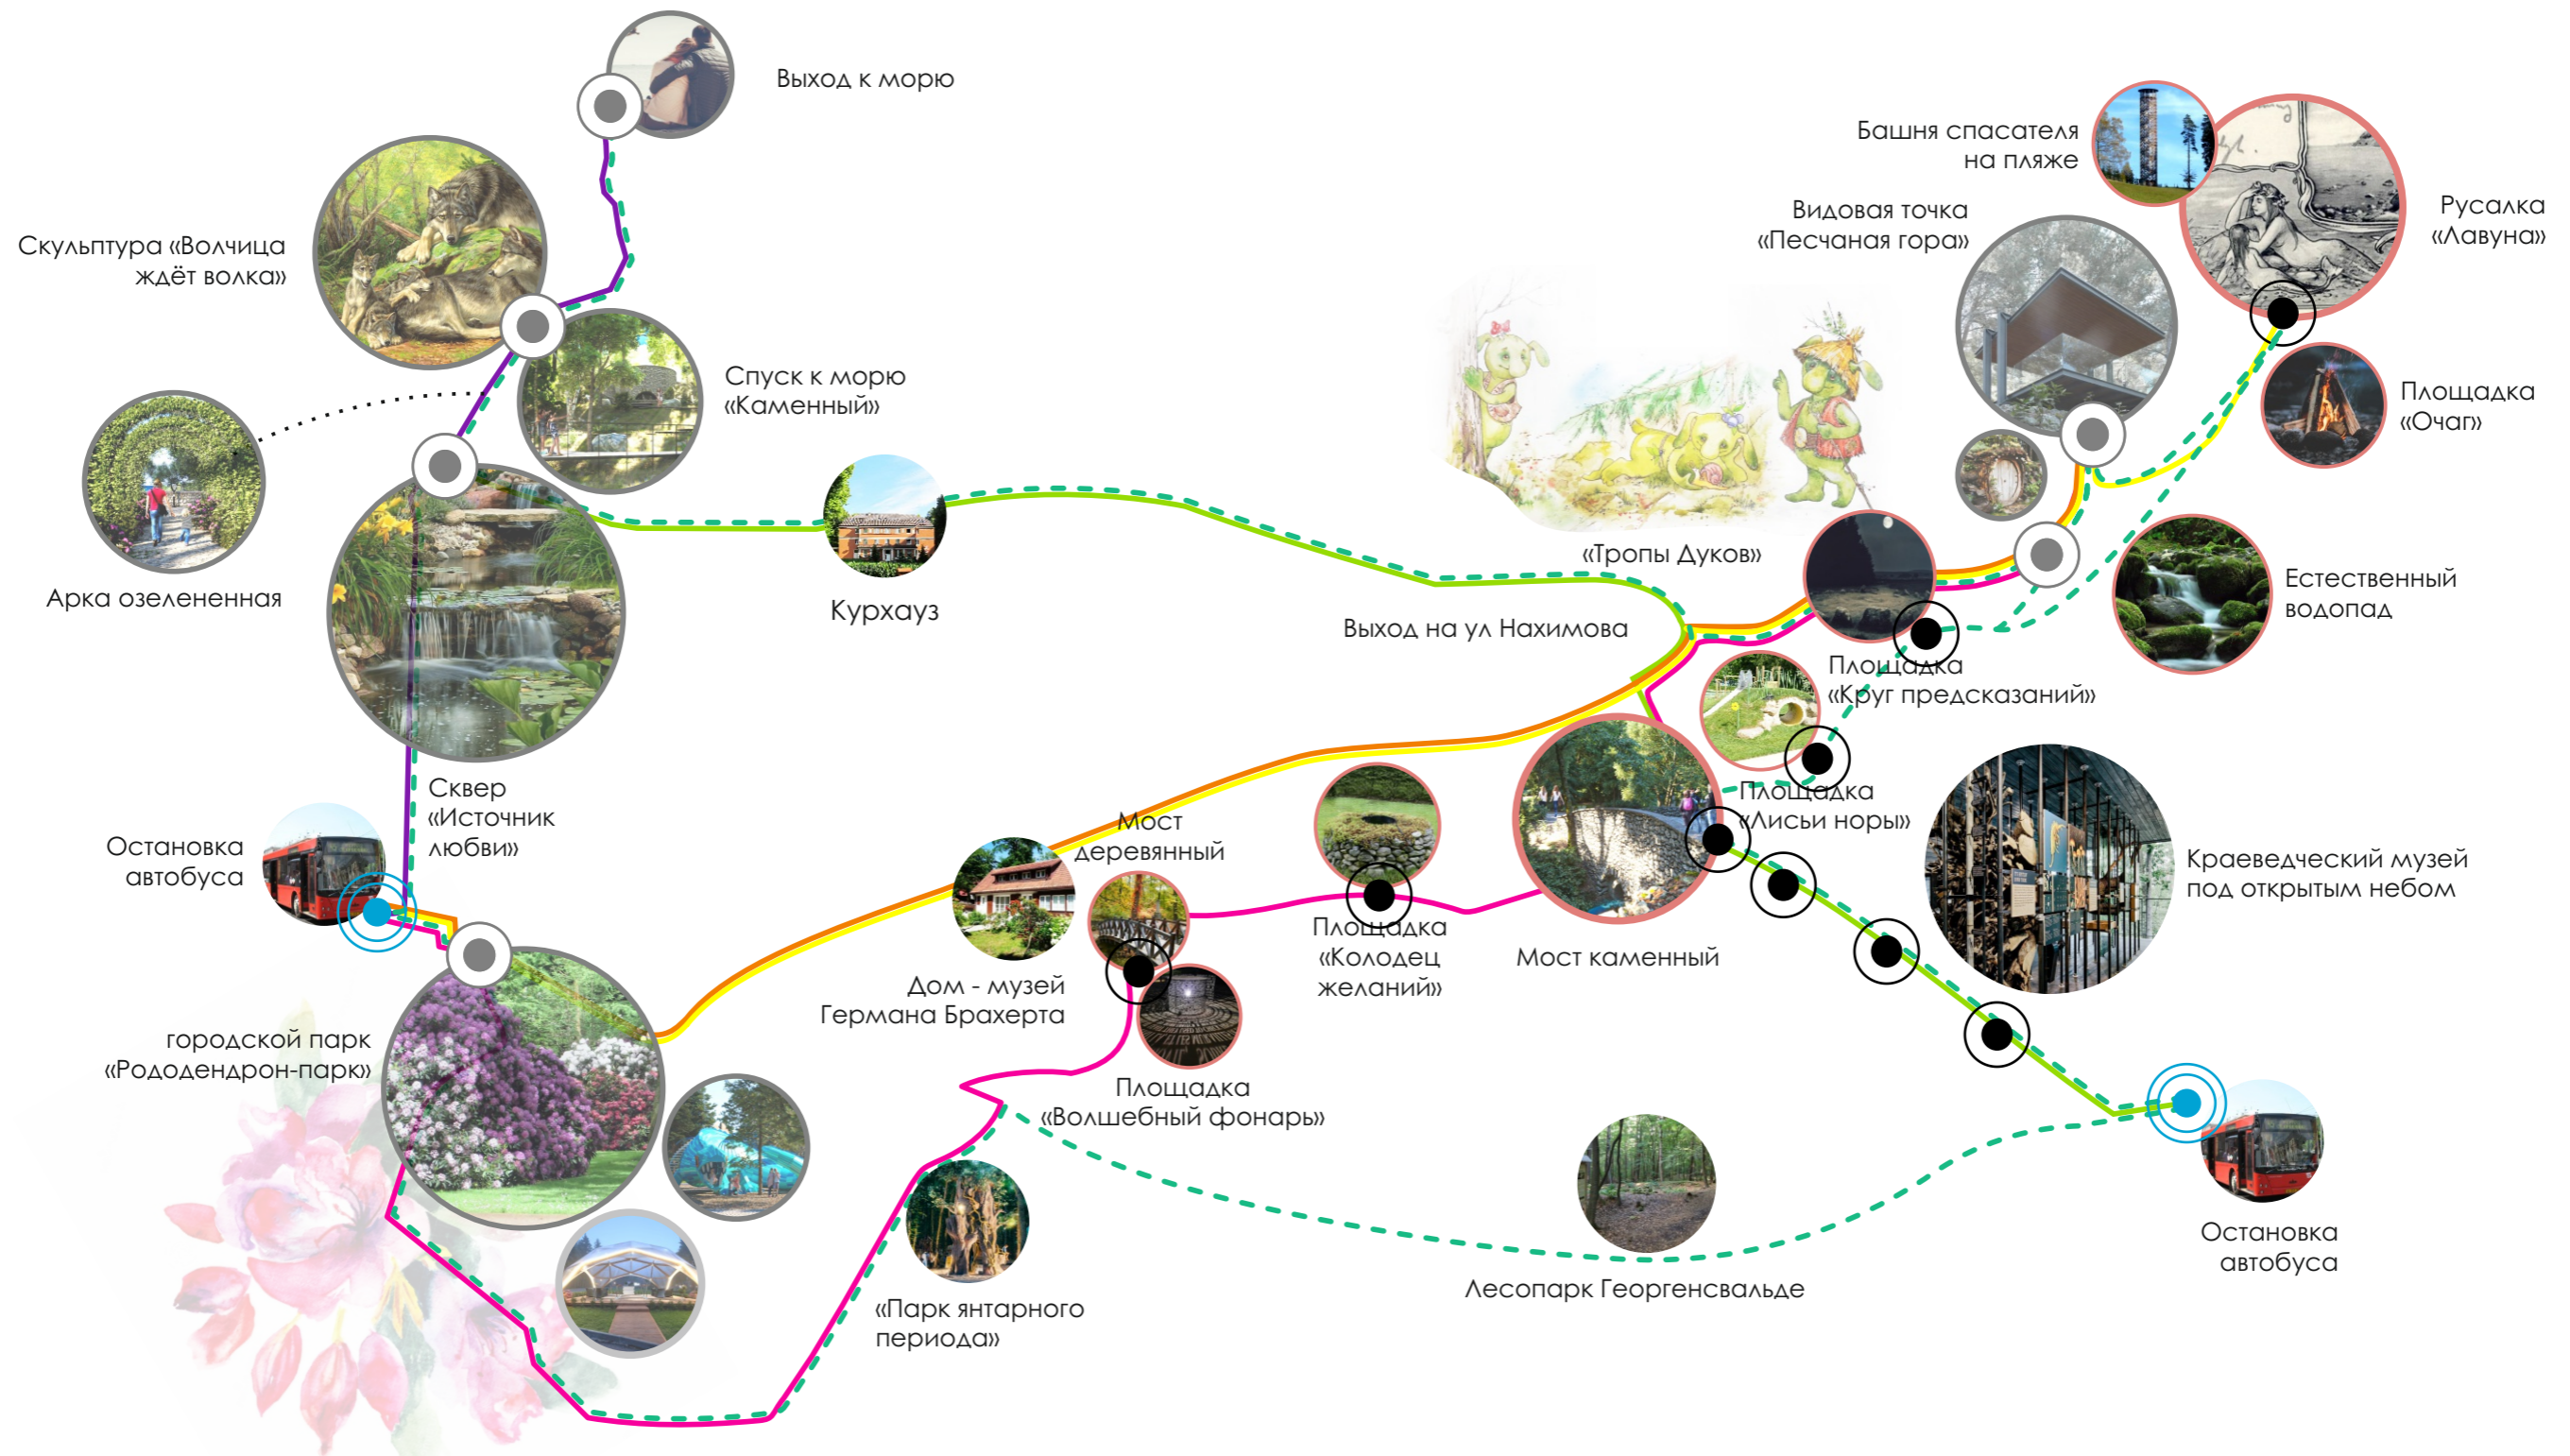 Выход к морю
Башня спасателя
на пляже
Видовая точка
«Песчаная гора»
Русалка
«Лавуна»
Скульптура «Волчица
ждёт волка»
Спуск к морю
«Каменный»
Площадка
«Очаг»
Арка озелененная
Курхауз
«Тропы Дуков»
Естественный
водопад
Выход на ул Нахимова
Площадка
«Круг предсказаний»
Сквер
«Источник
любви»
Остановка
автобуса
Мост
деревянный
Площадка
«Лисьи норы»
Краеведческий музей
под открытым небом
Площадка
«Колодец
желаний»
Мост каменный
Дом - музей
Германа Брахерта
городской парк
«Рододендрон-парк»
Площадка
«Волшебный фонарь»
Остановка
автобуса
Лесопарк Георгенсвальде
«Парк янтарного
периода»